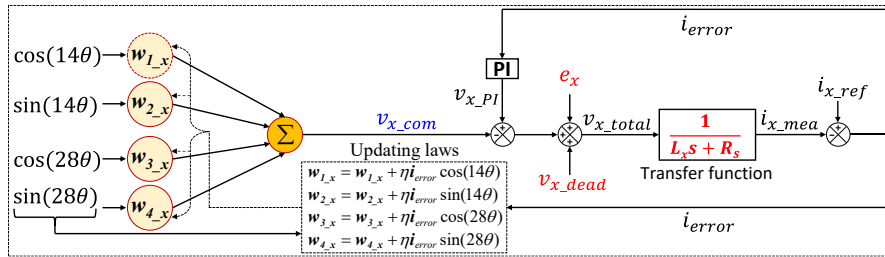 i_error
cos(14θ)
w_1_x
PI
sin(14θ)
w_2_x
v_x_PI
e_x
i_x_ref
Σ
v_x_com
v_x_total
1
L_x s + R_s
i_x_mea
cos(28θ)
w_3_x
Updating laws
Transfer function
w_1_x = w_1_x + ηi_error cos(14θ)
v_x_dead
sin(28θ)
w_4_x
w_2_x = w_2_x + ηi_error sin(14θ)
w_3_x = w_3_x + ηi_error cos(28θ)
w_4_x = w_4_x + ηi_error sin(28θ)
i_error